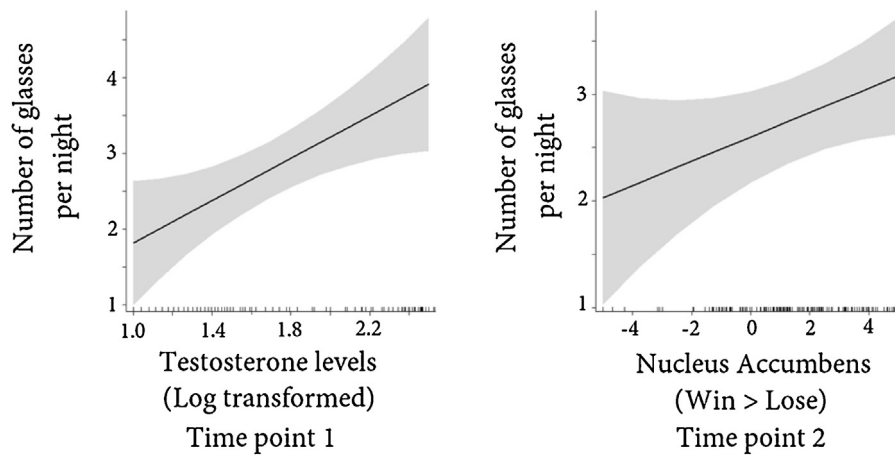 Number of glasses
per night
4
3
2
1
1.0 1.4 1.8 2.2
Testosterone levels
(Log transformed)
Time point 1
Number of glasses
per night
3
2
1
-4 -2 0 2 4
Nucleus Accumbens
(Win > Lose)
Time point 2